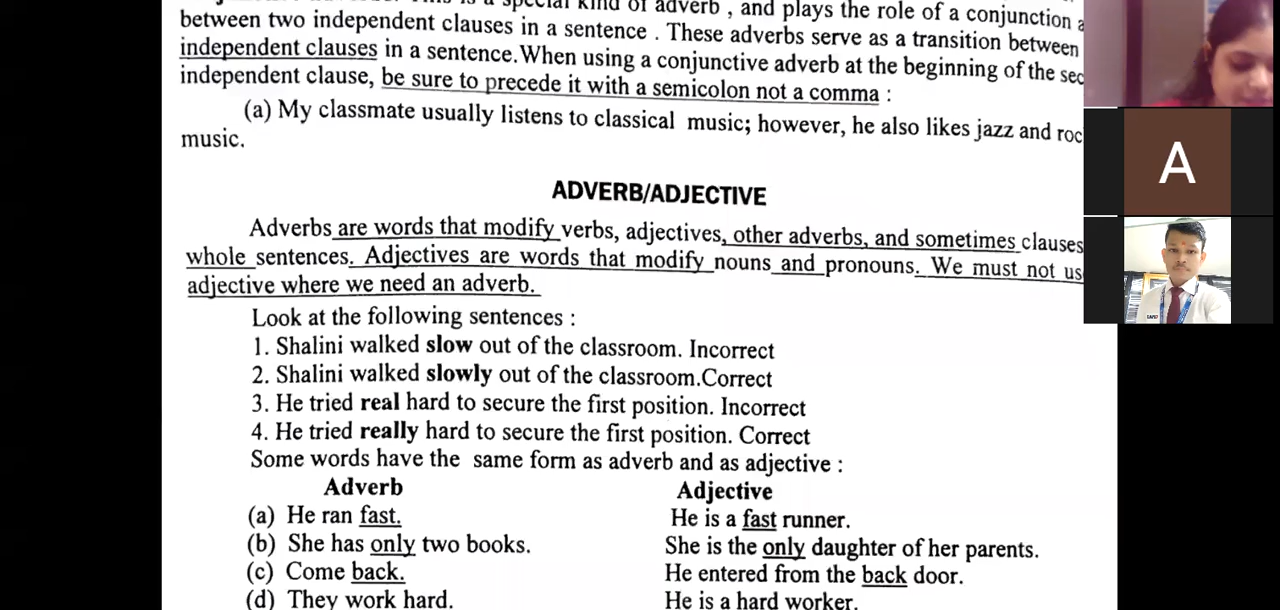 special kind of adverb , and plays the role of a conjunction
between two independent clauses in a sentence . These adverbs serve as a transition between
independent clauses in a sentence.When using a conjunctive adverb at the beginning of the sec
independent clause, be sure to precede it with a semicolon not a comma :
(a) My classmate usually listens to classical music; however, he also likes jazz and roc
music.
ADVERB/ADJECTIVE
Adverbs are words that modify verbs, adjectives, other adverbs, and sometimes clauses
whole sentences. Adjectives are words that modify nouns and pronouns. We must not us
adjective where we need an adverb.
Look at the following sentences :
1. Shalini walked slow out of the classroom. Incorrect
2. Shalini walked slowly out of the classroom.Correct
3. He tried real hard to secure the first position. Incorrect
4. He tried really hard to secure the first position. Correct
Some words have the same form as adverb and as adjective :
Adverb Adjective
(a) He ran fast. He is a fast runner.
(b) She has only two books. She is the only daughter of her parents.
(c) Come back. He entered from the back door.
(d) They work hard. He is a hard worker.
A